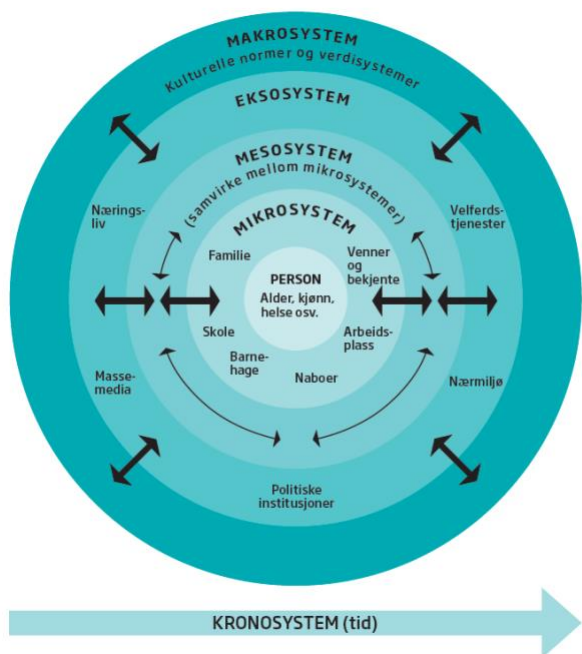 MAKROSYSTEM
Kulturelle normer og verdisystemer
EKSOSYSTEM
MESOSYSTEM
(samvirke mellom mikrosystemer)
MIKROSYSTEM
Nærings-
liv
Velferds-
tjenester
Familie
Venner
og
bekjente
PERSON
Alder, kjønn,
helse osv.
Skole
Arbeids-
plass
Barne-
hage
Naboer
Masse-
media
Nærmiljø
Politiske
institusjoner
KRONOSYSTEM (tid)